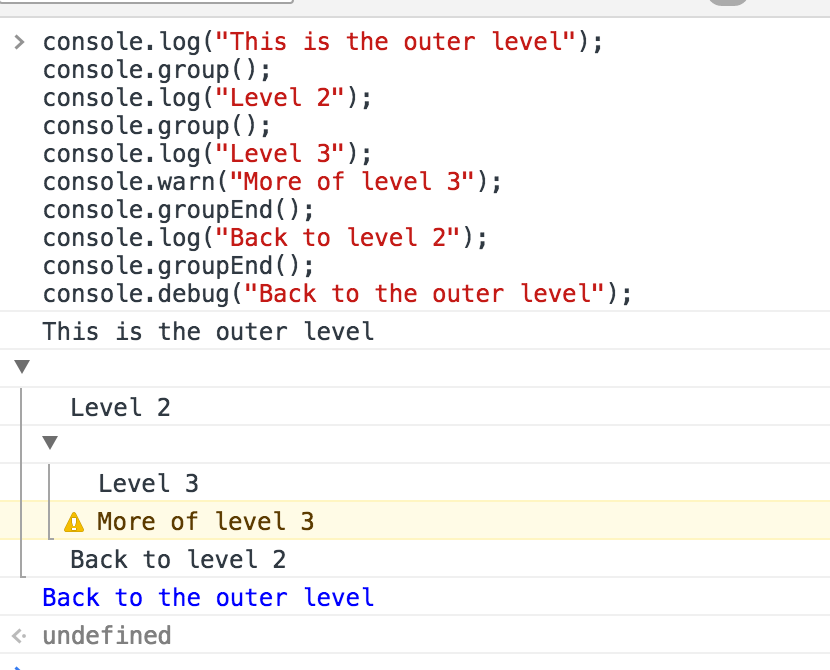 console.log("This is the outer level");
console.group();
console.log("Level 2");
console.group();
console.log("Level 3");
console.warn("More of level 3");
console.groupEnd();
console.log("Back to level 2");
console.groupEnd();
console.debug("Back to the outer level");
This is the outer level
Level 2
Level 3
More of level 3
Back to level 2
Back to the outer level
undefined